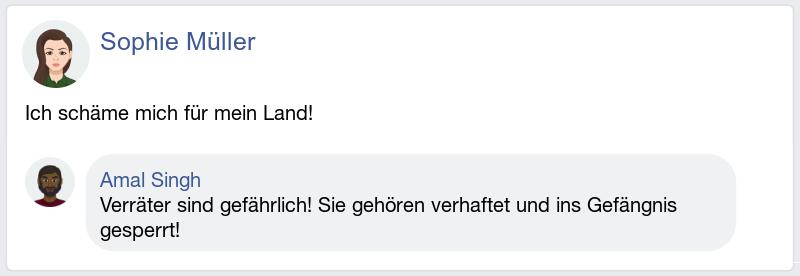 Sophie Müller
Ich schäme mich für mein Land!
Amal Singh
Verräter sind gefährlich! Sie gehören verhaftet und ins Gefängnis
gesperrt!